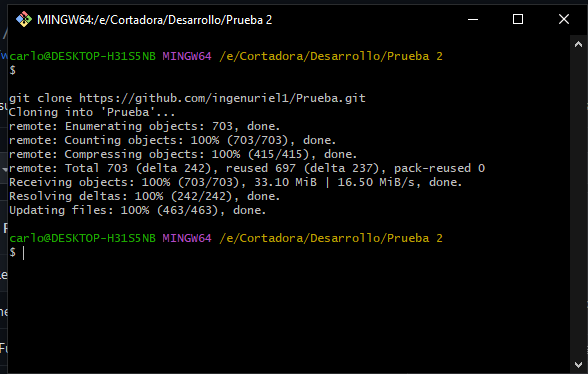 MINGW64:/e/Cortadora/Desarrollo/Prueba 2
carlo@DESKTOP-H31S5NB MINGW64 /e/Cortadora/Desarrollo/Prueba 2
$
git clone https://github.com/ingenuriel1/Prueba.git
Cloning into 'Prueba'...
remote: Enumerating objects: 703, done.
remote: Counting objects: 100% (703/703), done.
remote: Compressing objects: 100% (415/415), done.
remote: Total 703 (delta 242), reused 697 (delta 237), pack-reused 0
Receiving objects: 100% (703/703), 33.10 MiB | 16.50 MiB/s, done.
Resolving deltas: 100% (242/242), done.
Updating files: 100% (463/463), done.
carlo@DESKTOP-H31S5NB MINGW64 /e/Cortadora/Desarrollo/Prueba 2
$